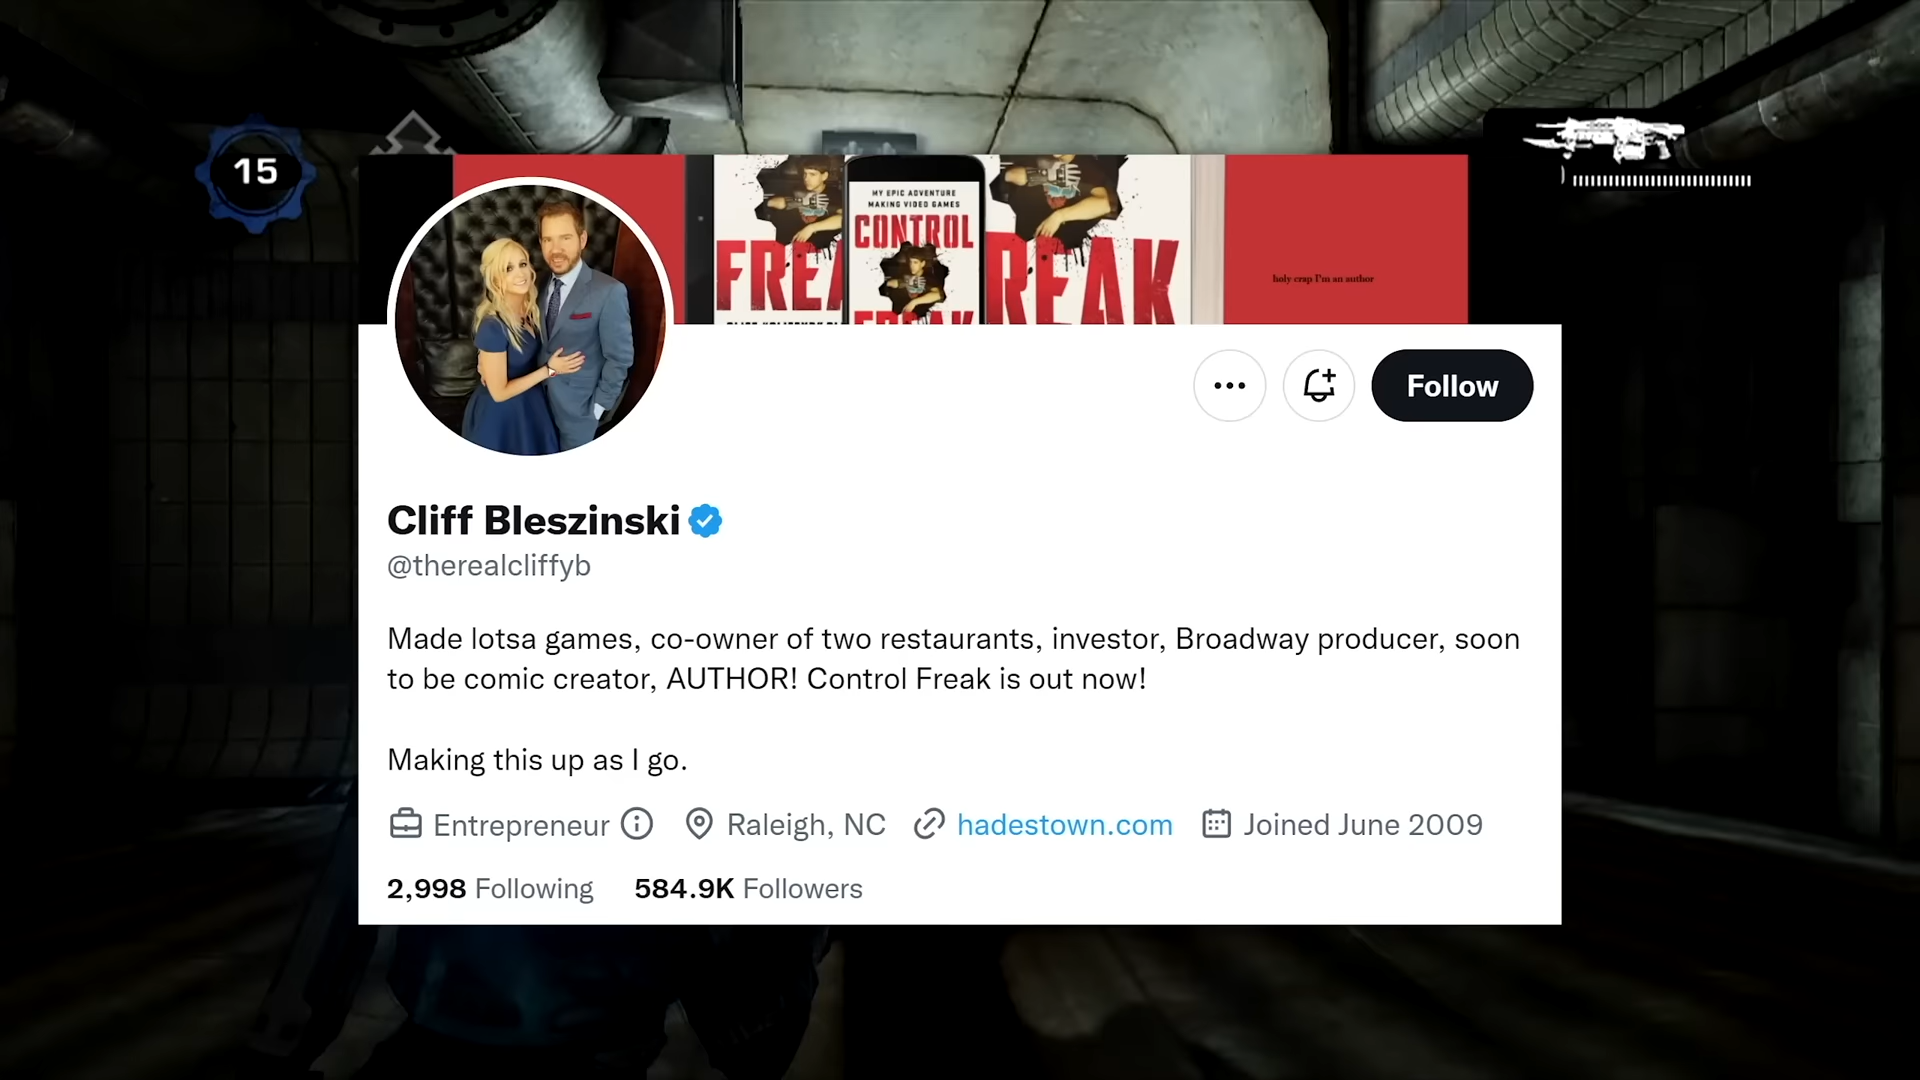 15
MY EPIC ADVENTURE
MAKING VIDEO GAMES
CONTROL
FREAK
holy crap I'm an author
Follow
Cliff Bleszinski
@therealcliffyb
Made lotsa games, co-owner of two restaurants, investor, Broadway producer, soon
to be comic creator, AUTHOR! Control Freak is out now!
Making this up as I go.
Entrepreneur Raleigh, NC hadestown.com Joined June 2009
2,998 Following 584.9K Followers